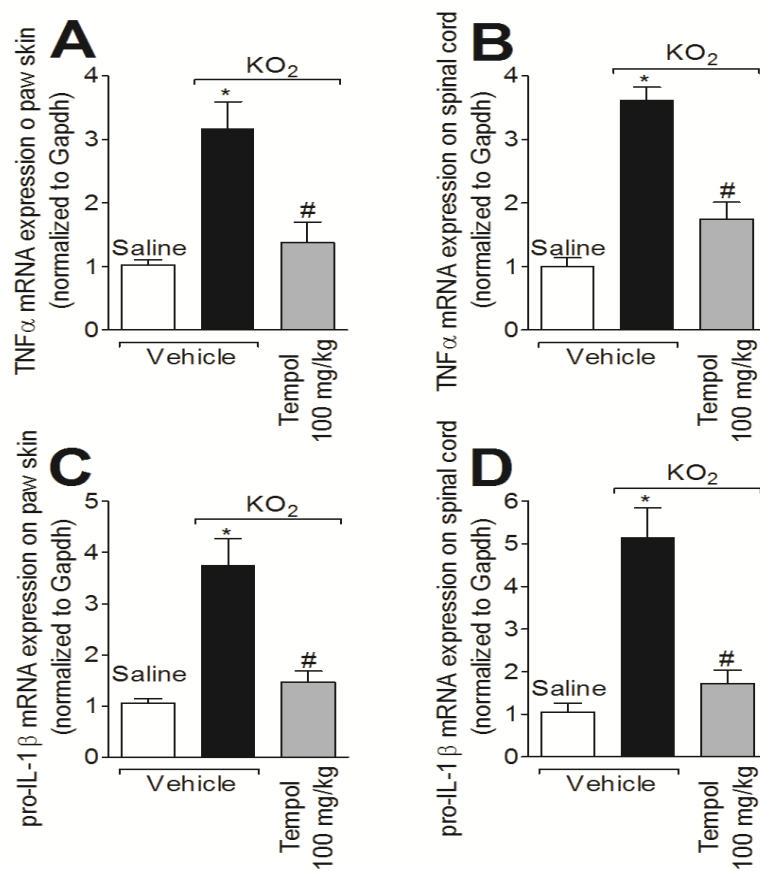 A
KO2
TNFα mRNA expression o paw skin
(normalized to Gapdh)
4
3
2
1
0
*
#
Saline
Vehicle
Tempol
100 mg/kg
B
KO2
TNFα mRNA expression on spinal cord
(normalized to Gapdh)
4
3
2
1
0
*
#
Saline
Vehicle
Tempol
100 mg/kg
C
KO2
pro-IL-1β mRNA expression on paw skin
(normalized to Gapdh)
5
4
3
2
1
0
*
#
Saline
Vehicle
Tempol
100 mg/kg
D
KO2
pro-IL-1β mRNA expression on spinal cord
(normalized to Gapdh)
6
5
4
3
2
1
0
*
#
Saline
Vehicle
Tempol
100 mg/kg